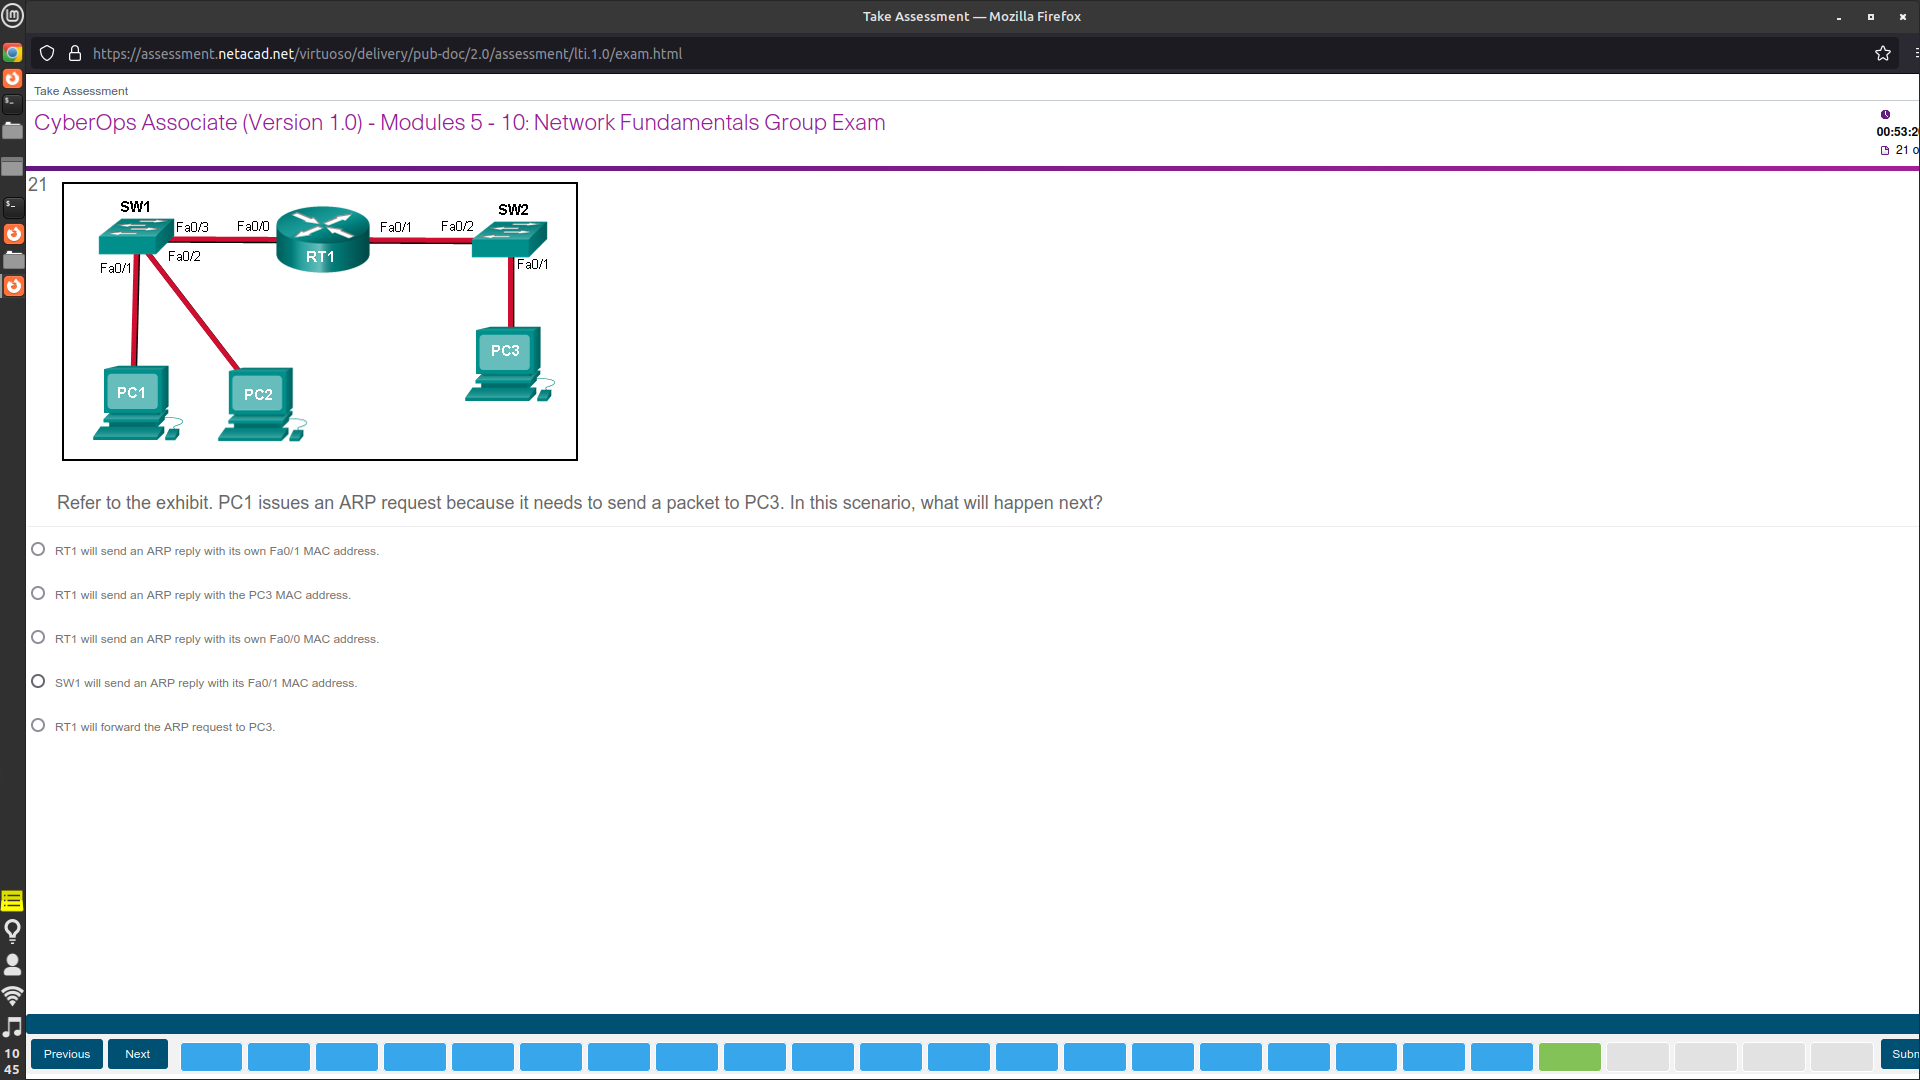 Take Assessment — Mozilla Firefox
https://assessment.netacad.net/virtuoso/delivery/pub-doc/2.0/assessment/lti.1.0/exam.html
Take Assessment
CyberOps Associate (Version 1.0) - Modules 5 - 10: Network Fundamentals Group Exam
00:53:2
21 o
21
SW1
SW2
Fa0/3
Fa0/0
Fa0/1
Fa0/2
RT1
Fa0/2
Fa0/1
Fa0/1
PC3
PC1
PC2
Refer to the exhibit. PC1 issues an ARP request because it needs to send a packet to PC3. In this scenario, what will happen next?
RT1 will send an ARP reply with its own Fa0/1 MAC address.
RT1 will send an ARP reply with the PC3 MAC address.
RT1 will send an ARP reply with its own Fa0/0 MAC address.
SW1 will send an ARP reply with its Fa0/1 MAC address.
RT1 will forward the ARP request to PC3.
Previous
Next
Subn
10
45